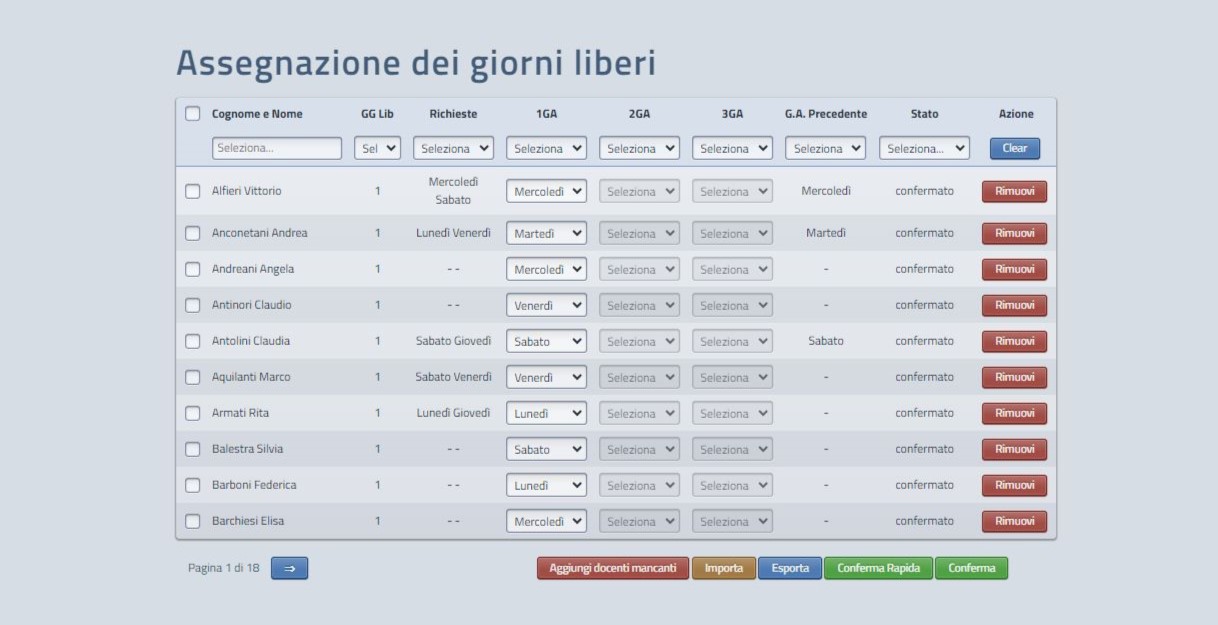 Assegnazione dei giorni liberi
Cognome e Nome GG Lib Richieste 1GA 2GA 3GA G.A. Precedente Stato Azione
Seleziona... Sel Seleziona Seleziona Seleziona Seleziona Seleziona Seleziona... Clear
Alfieri Vittorio 1 Mercoledì Sabato Mercoledì Seleziona Seleziona Mercoledì confermato Rimuovi
Anconetani Andrea 1 Lunedì Venerdì Martedì Seleziona Seleziona Martedì confermato Rimuovi
Andreani Angela 1 - - Mercoledì Seleziona Seleziona - confermato Rimuovi
Antinori Claudio 1 - - Venerdì Seleziona Seleziona - confermato Rimuovi
Antolini Claudia 1 Sabato Giovedì Sabato Seleziona Seleziona Sabato confermato Rimuovi
Aquilanti Marco 1 Sabato Venerdì Venerdì Seleziona Seleziona - confermato Rimuovi
Armati Rita 1 Lunedì Giovedì Lunedì Seleziona Seleziona - confermato Rimuovi
Balestra Silvia 1 - - Sabato Seleziona Seleziona - confermato Rimuovi
Barboni Federica 1 - - Lunedì Seleziona Seleziona - confermato Rimuovi
Barchiesi Elisa 1 - - Mercoledì Seleziona Seleziona - confermato Rimuovi
Pagina 1 di 18 ⇒ Aggiungi docenti mancanti Importa Esporta Conferma Rapida Conferma